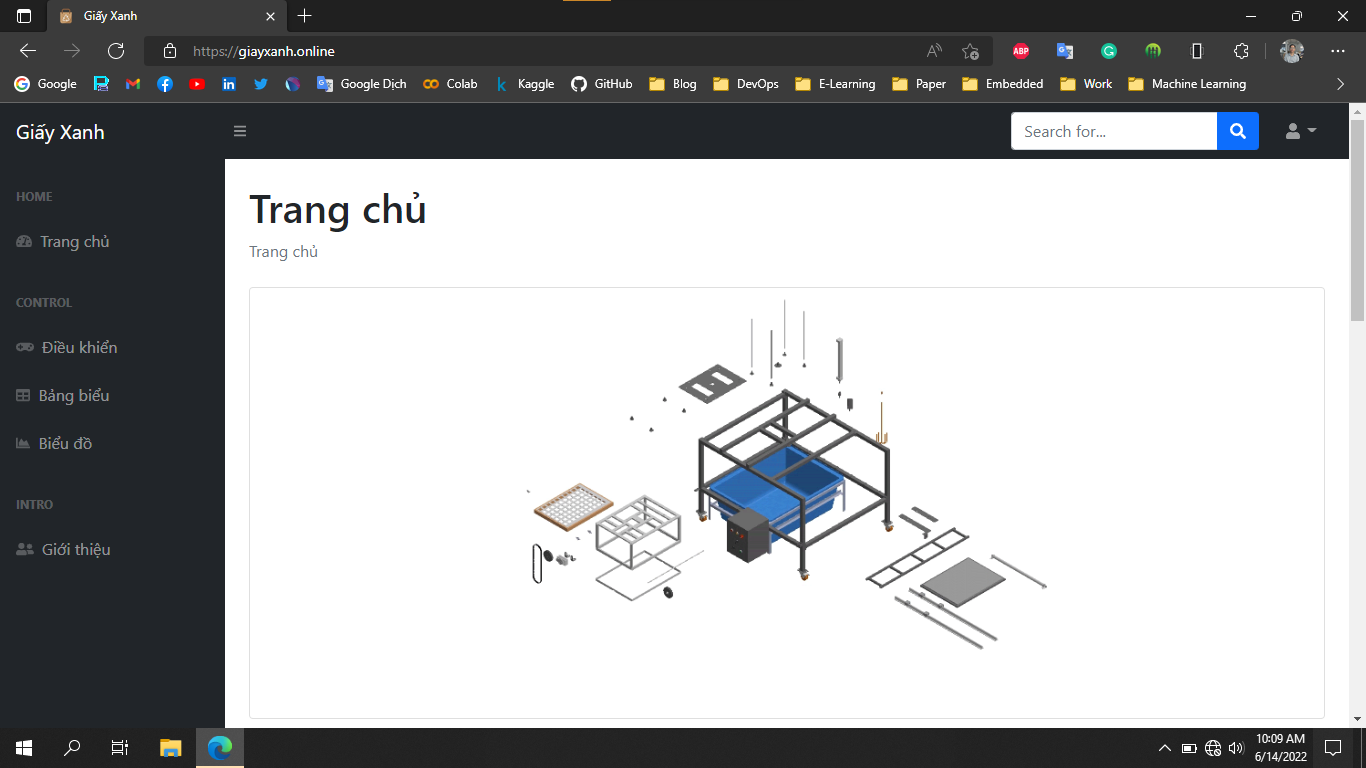 Giấy Xanh
https://giayxanh.online
ABP
Google
Google Dịch
Colab
Kaggle
GitHub
Blog
DevOps
E-Learning
Paper
Embedded
Work
Machine Learning
Giấy Xanh
Search for...
HOME
Trang chủ
CONTROL
Điều khiển
Bảng biểu
Biểu đồ
INTRO
Giới thiệu
Trang chủ
Trang chủ
10:09 AM
6/14/2022